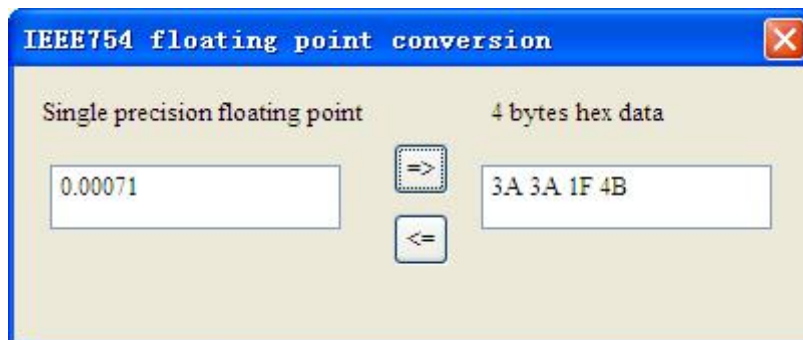 IEEE754 floating point conversion
Single precision floating point 4 bytes hex data
0.00071 => 3A 3A 1F 4B
<=